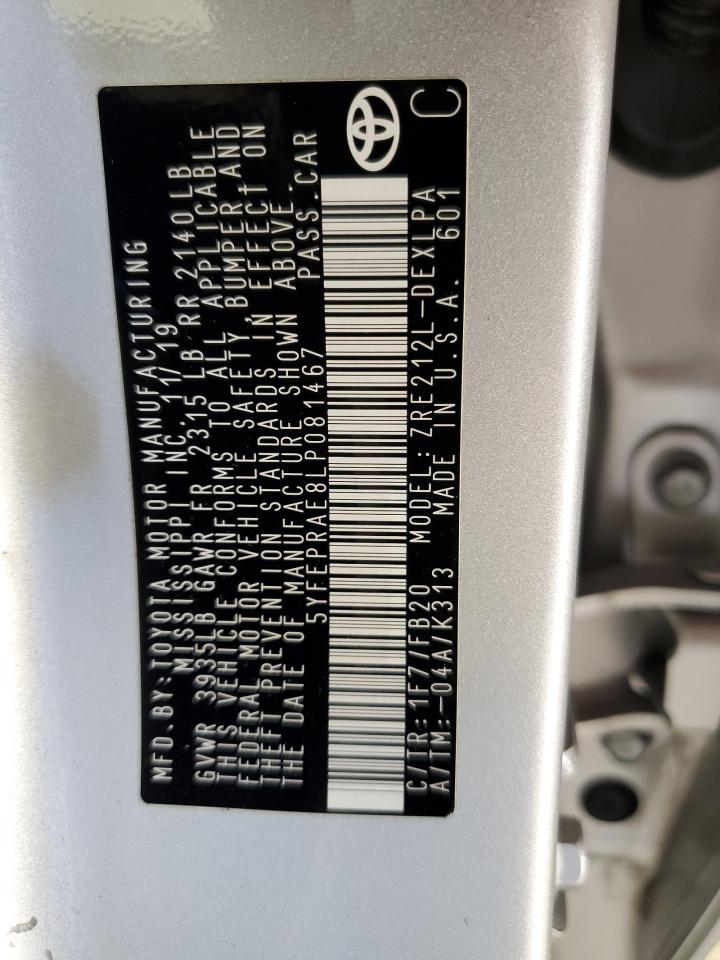 MFD.BY:TOYOTA MOTOR MANUFACTURING
MISSISSIPPI INC. 11/19
GVWR 3935LB GAWR FR 2315 LB RR 2140LB
THIS VEHICLE CONFORMS TO ALL APPLICABLE
FEDERAL MOTOR VEHICLE SAFETY, BUMPER AND
THEFT PREVENTION STANDARDS IN EFFECT ON
THE DATE OF MANUFACTURE SHOWN ABOVE.
5YFEPRAE8LP081467 PASS.CAR
C/TR:1F7/FB20 MODEL:ZRE212L-DEXLPA
A/TM:-04A/K313 MADE IN U.S.A. 601
C